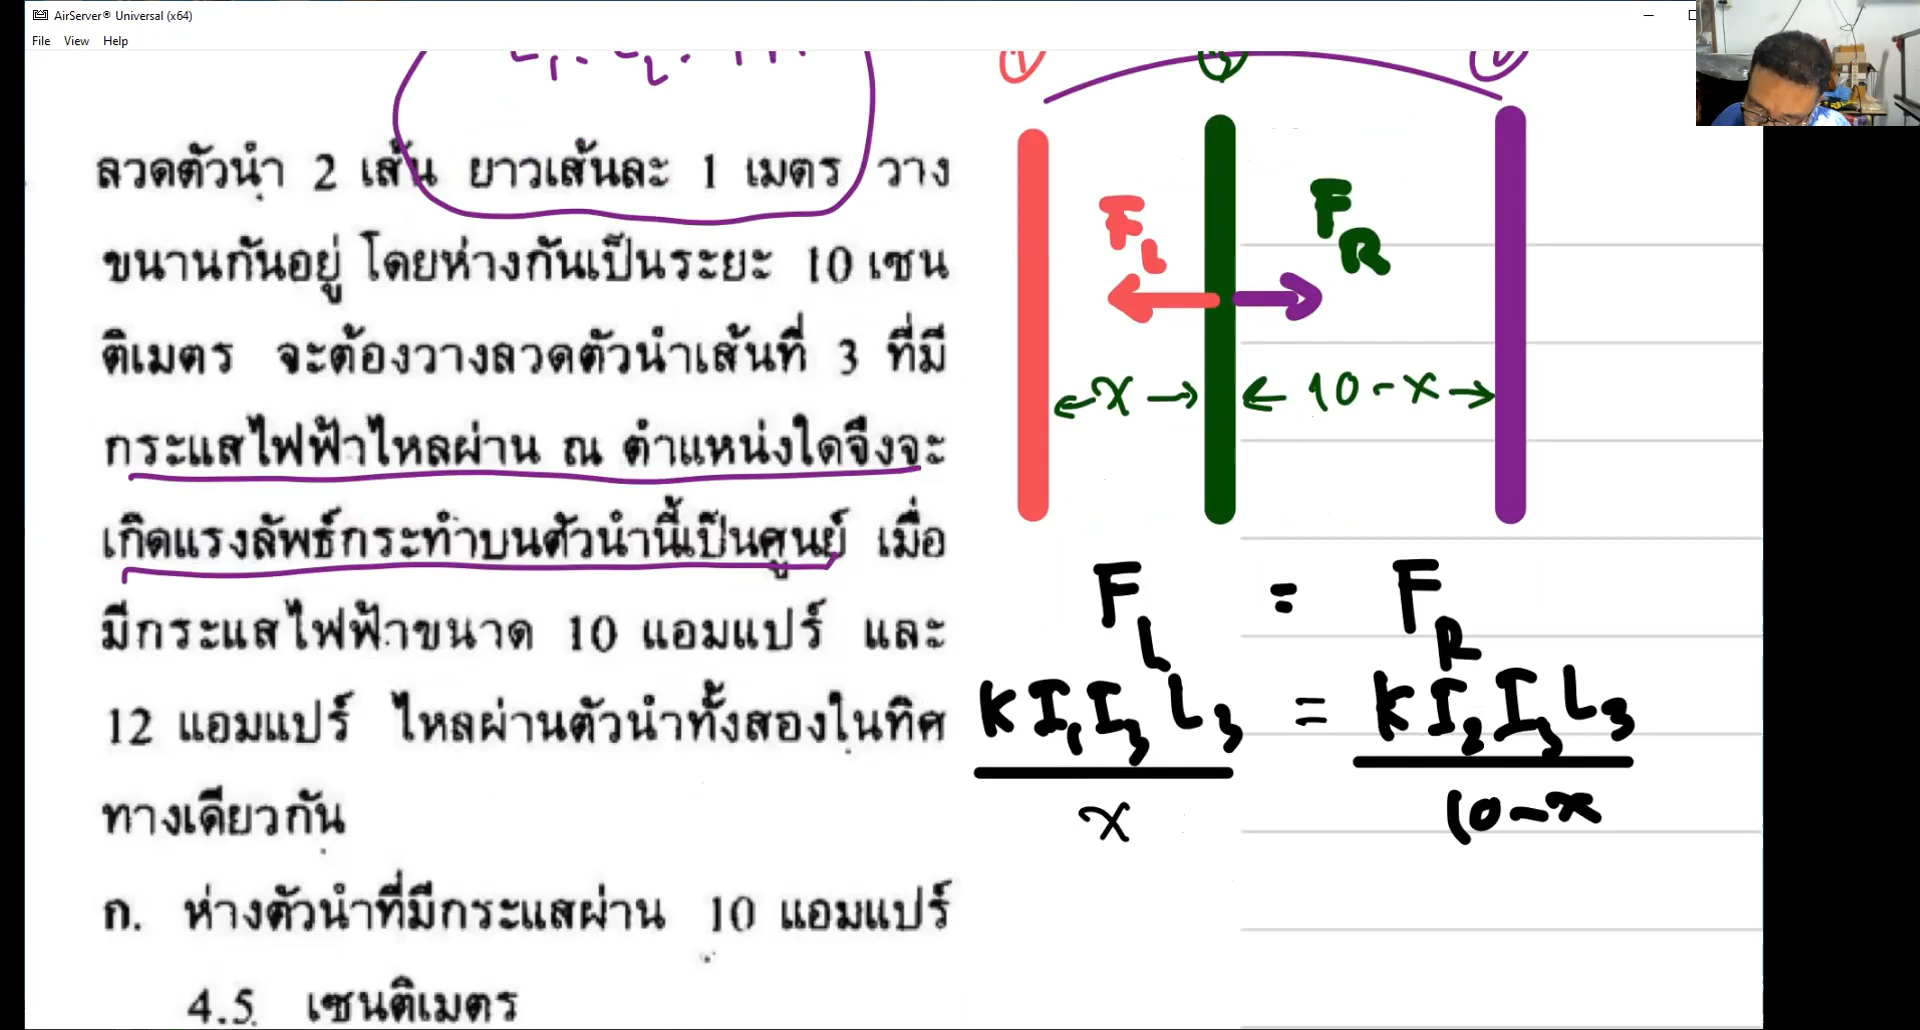 AirServer® Universal (x64)
File View Help
ลวดตัวนำ 2 เส้น ยาวเส้นละ 1 เมตร วาง
ขนานกันอยู่ โดยห่างกันเป็นระยะ 10 เซน
ติเมตร จะต้องวางลวดตัวนำเส้นที่ 3 ที่มี
กระแสไฟฟ้าไหลผ่าน ณ ตำแหน่งใดจึงจะ
เกิดแรงลัพธ์กระทำบนตัวนำนี้เป็นศูนย์ เมื่อ
มีกระแสไฟฟ้าขนาด 10 แอมแปร์ และ
12 แอมแปร์ ไหลผ่านตัวนำทั้งสองในทิศ
ทางเดียวกัน
ก. ห่างตัวนำที่มีกระแสผ่าน 10 แอมแปร์
4.5 เซนติเมตร
F_L F_R
x 10-x
F_L = F_R
KI₁I₃L₃ = KI₂I₃L₃
x 10-x